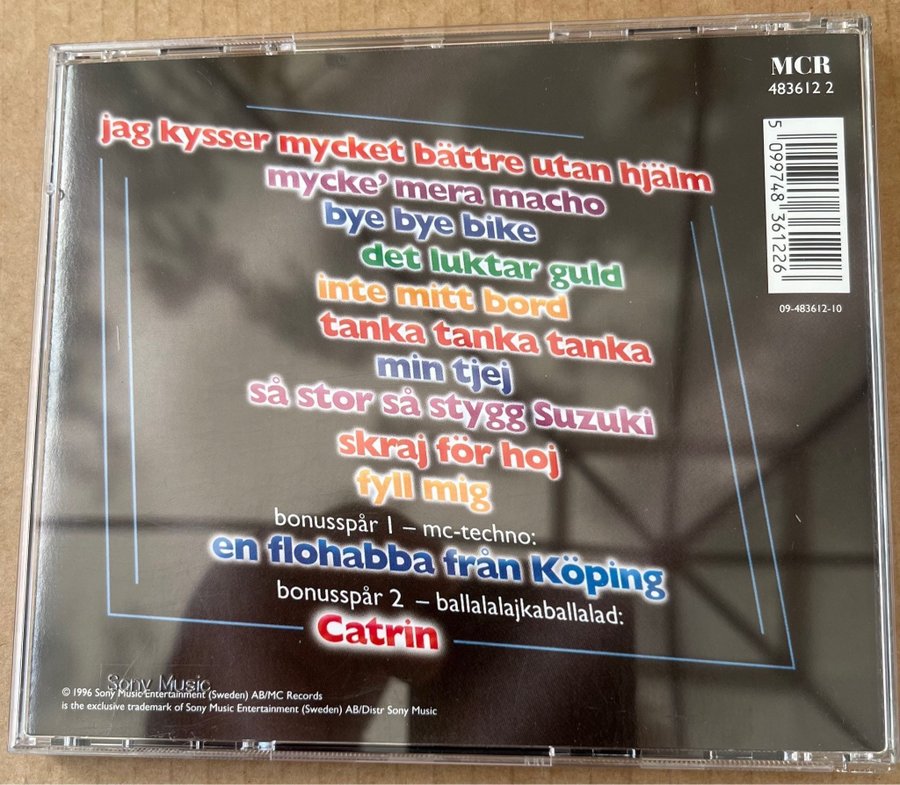 MCR
483612 2
5 099748 361226
09-483612-10
jag kysser mycket bättre utan hjälm
mycke' mera macho
bye bye bike
det luktar guld
inte mitt bord
tanka tanka tanka
min tjej
så stor så stygg Suzuki
skraj för hoj
fyll mig
bonusspår 1 – mc-techno:
en flohabba från Köping
bonusspår 2 – ballalalajkaballalad:
Catrin
Sony Music
© 1996 Sony Music Entertainment (Sweden) AB/MC Records
is the exclusive trademark of Sony Music Entertainment (Sweden) AB/Distr Sony Music